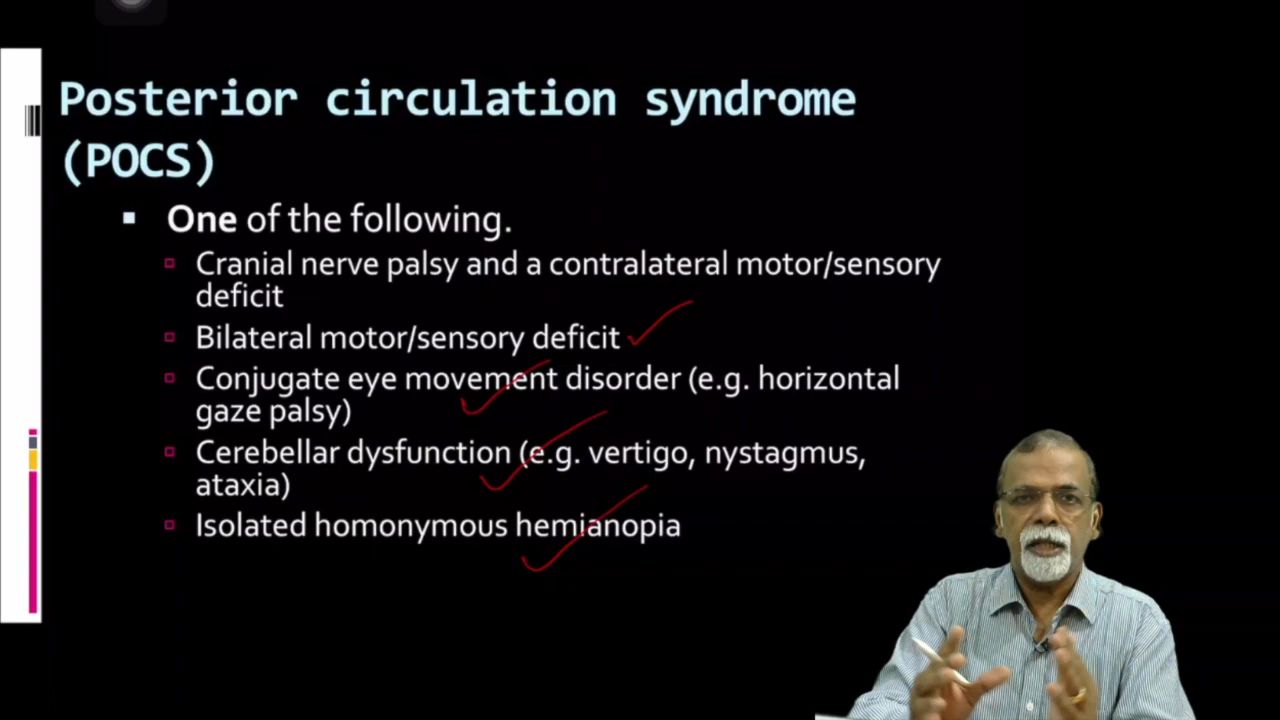 Posterior circulation syndrome
(POCS)
One of the following.
Cranial nerve palsy and a contralateral motor/sensory
deficit
Bilateral motor/sensory deficit
Conjugate eye movement disorder (e.g. horizontal
gaze palsy)
Cerebellar dysfunction (e.g. vertigo, nystagmus,
ataxia)
Isolated homonymous hemianopia